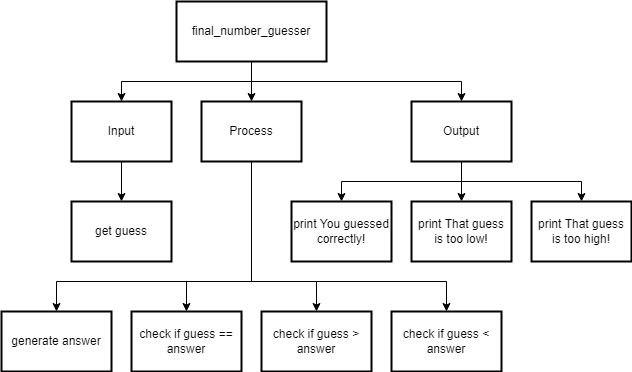 final_number_guesser
Input
Process
Output
get guess
print You guessed
correctly!
print That guess
is too low!
print That guess
is too high!
generate answer
check if guess ==
answer
check if guess >
answer
check if guess <
answer